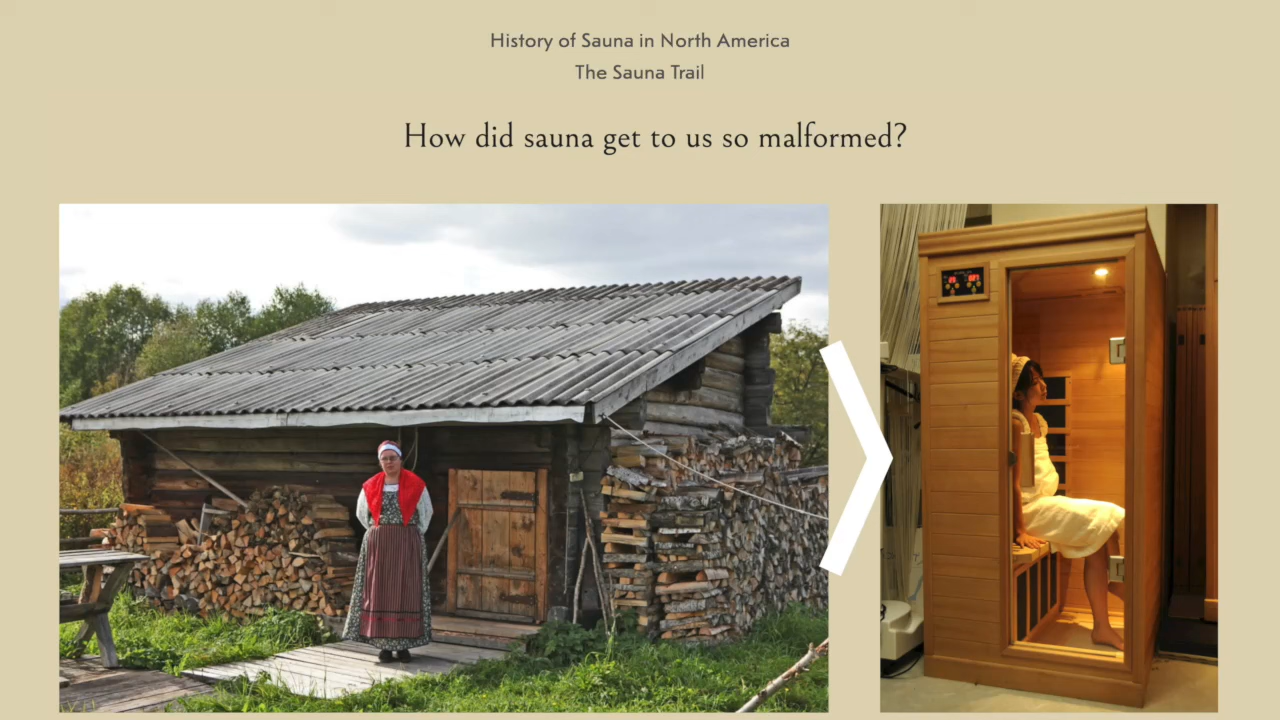 History of Sauna in North America
The Sauna Trail
How did sauna get to us so malformed?